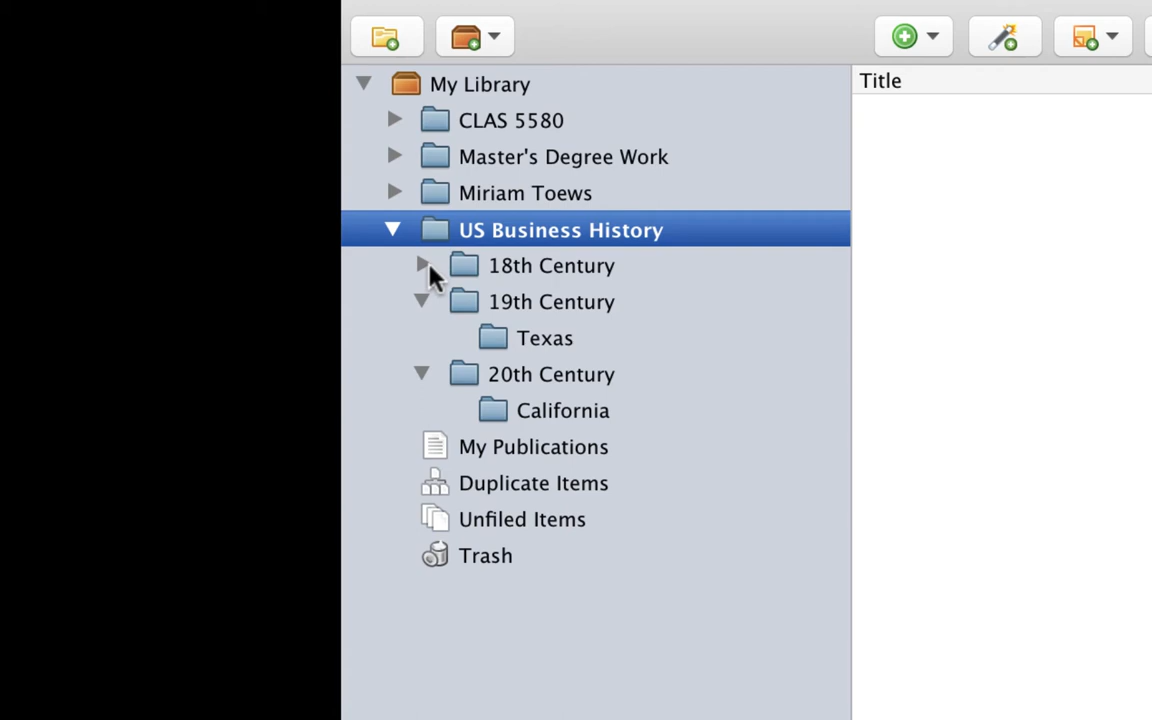 My Library
Title
CLAS 5580
Master's Degree Work
Miriam Toews
US Business History
18th Century
19th Century
Texas
20th Century
California
My Publications
Duplicate Items
Unfiled Items
Trash